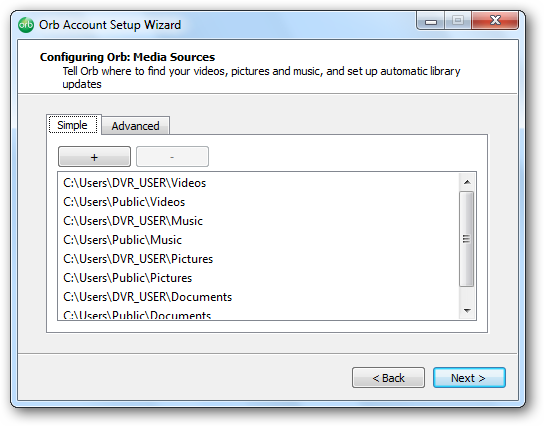 orb Orb Account Setup Wizard
Configuring Orb: Media Sources
Tell Orb where to find your videos, pictures and music, and set up automatic library
updates
Simple Advanced
+ -
C:\Users\DVR_USER\Videos
C:\Users\Public\Videos
C:\Users\DVR_USER\Music
C:\Users\Public\Music
C:\Users\DVR_USER\Pictures
C:\Users\Public\Pictures
C:\Users\DVR_USER\Documents
C:\Users\Public\Documents
< Back Next >